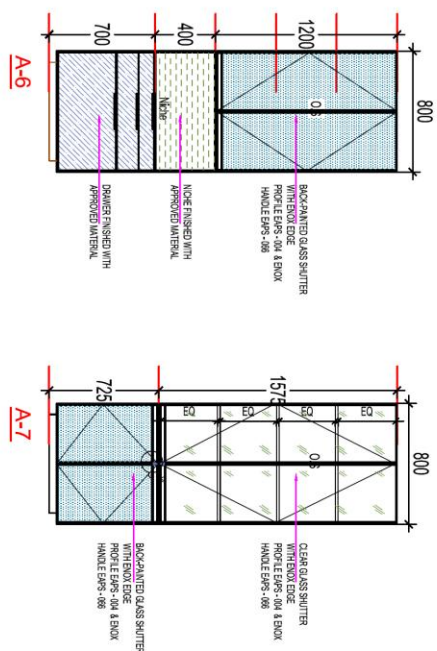 A-6
700
400
1200
800
Niche
0.6
BACK-PAINTED GLASS SHUTTER
WITH ENOX EDGE
PROFILE EAPS - 004 & ENOX
HANDLE EAPS - 066
NICHE FINISHED WITH
APPROVED MATERIAL
DRAWER FINISHED WITH
APPROVED MATERIAL
A-7
725
1575
800
EQ
EQ
EQ
EQ
CLEAR GLASS SHUTTER
WITH ENOX EDGE
PROFILE EAPS - 004 & ENOX
HANDLE EAPS - 066
BACK-PAINTED GLASS SHUTTER
WITH ENOX EDGE
PROFILE EAPS - 004 & ENOX
HANDLE EAPS - 066